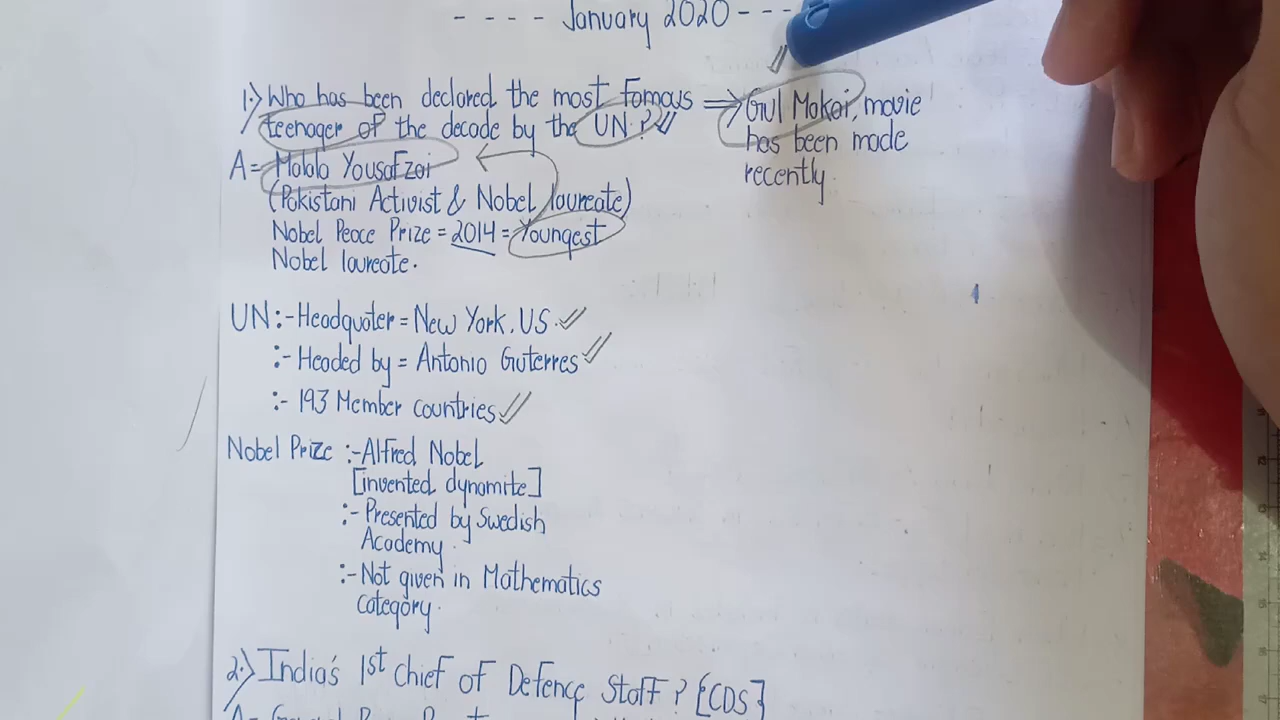 - - - - January 2020 - - -
1.) Who has been declared the most famous => Gul Makai, movie
teenager of the decade by the UN? has been made
A = Malala Yousafzai recently.
(Pakistani Activist & Nobel laureate)
Nobel Peace Prize = 2014 = Youngest
Nobel laureate.
UN :- Headquater = New York, US.
:- Headed by = Antonio Guterres
:- 193 Member countries
Nobel Prize :- Alfred Nobel
[invented dynamite]
:- Presented by Swedish
Academy.
:- Not given in Mathematics
category.
2.) India's 1st Chief of Defence Staff? [CDS]
A = General